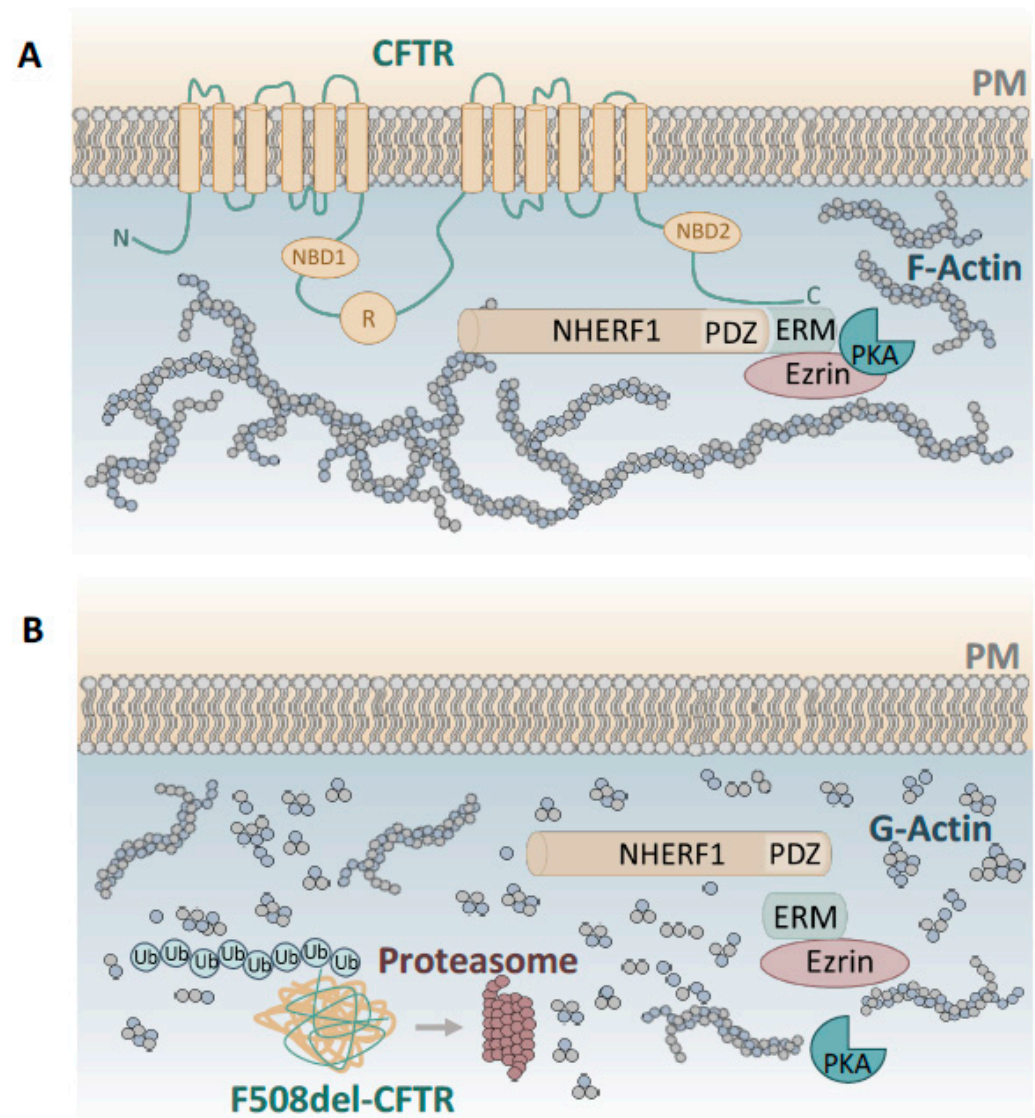 A
CFTR
PM
N
NBD1
NBD2
F-Actin
R
C
NHERF1 PDZ ERM
PKA
Ezrin
B
PM
G-Actin
NHERF1 PDZ
ERM
Ub Ub Ub Ub Ub Ub Ub Ub
Proteasome
Ezrin
PKA
F508del-CFTR